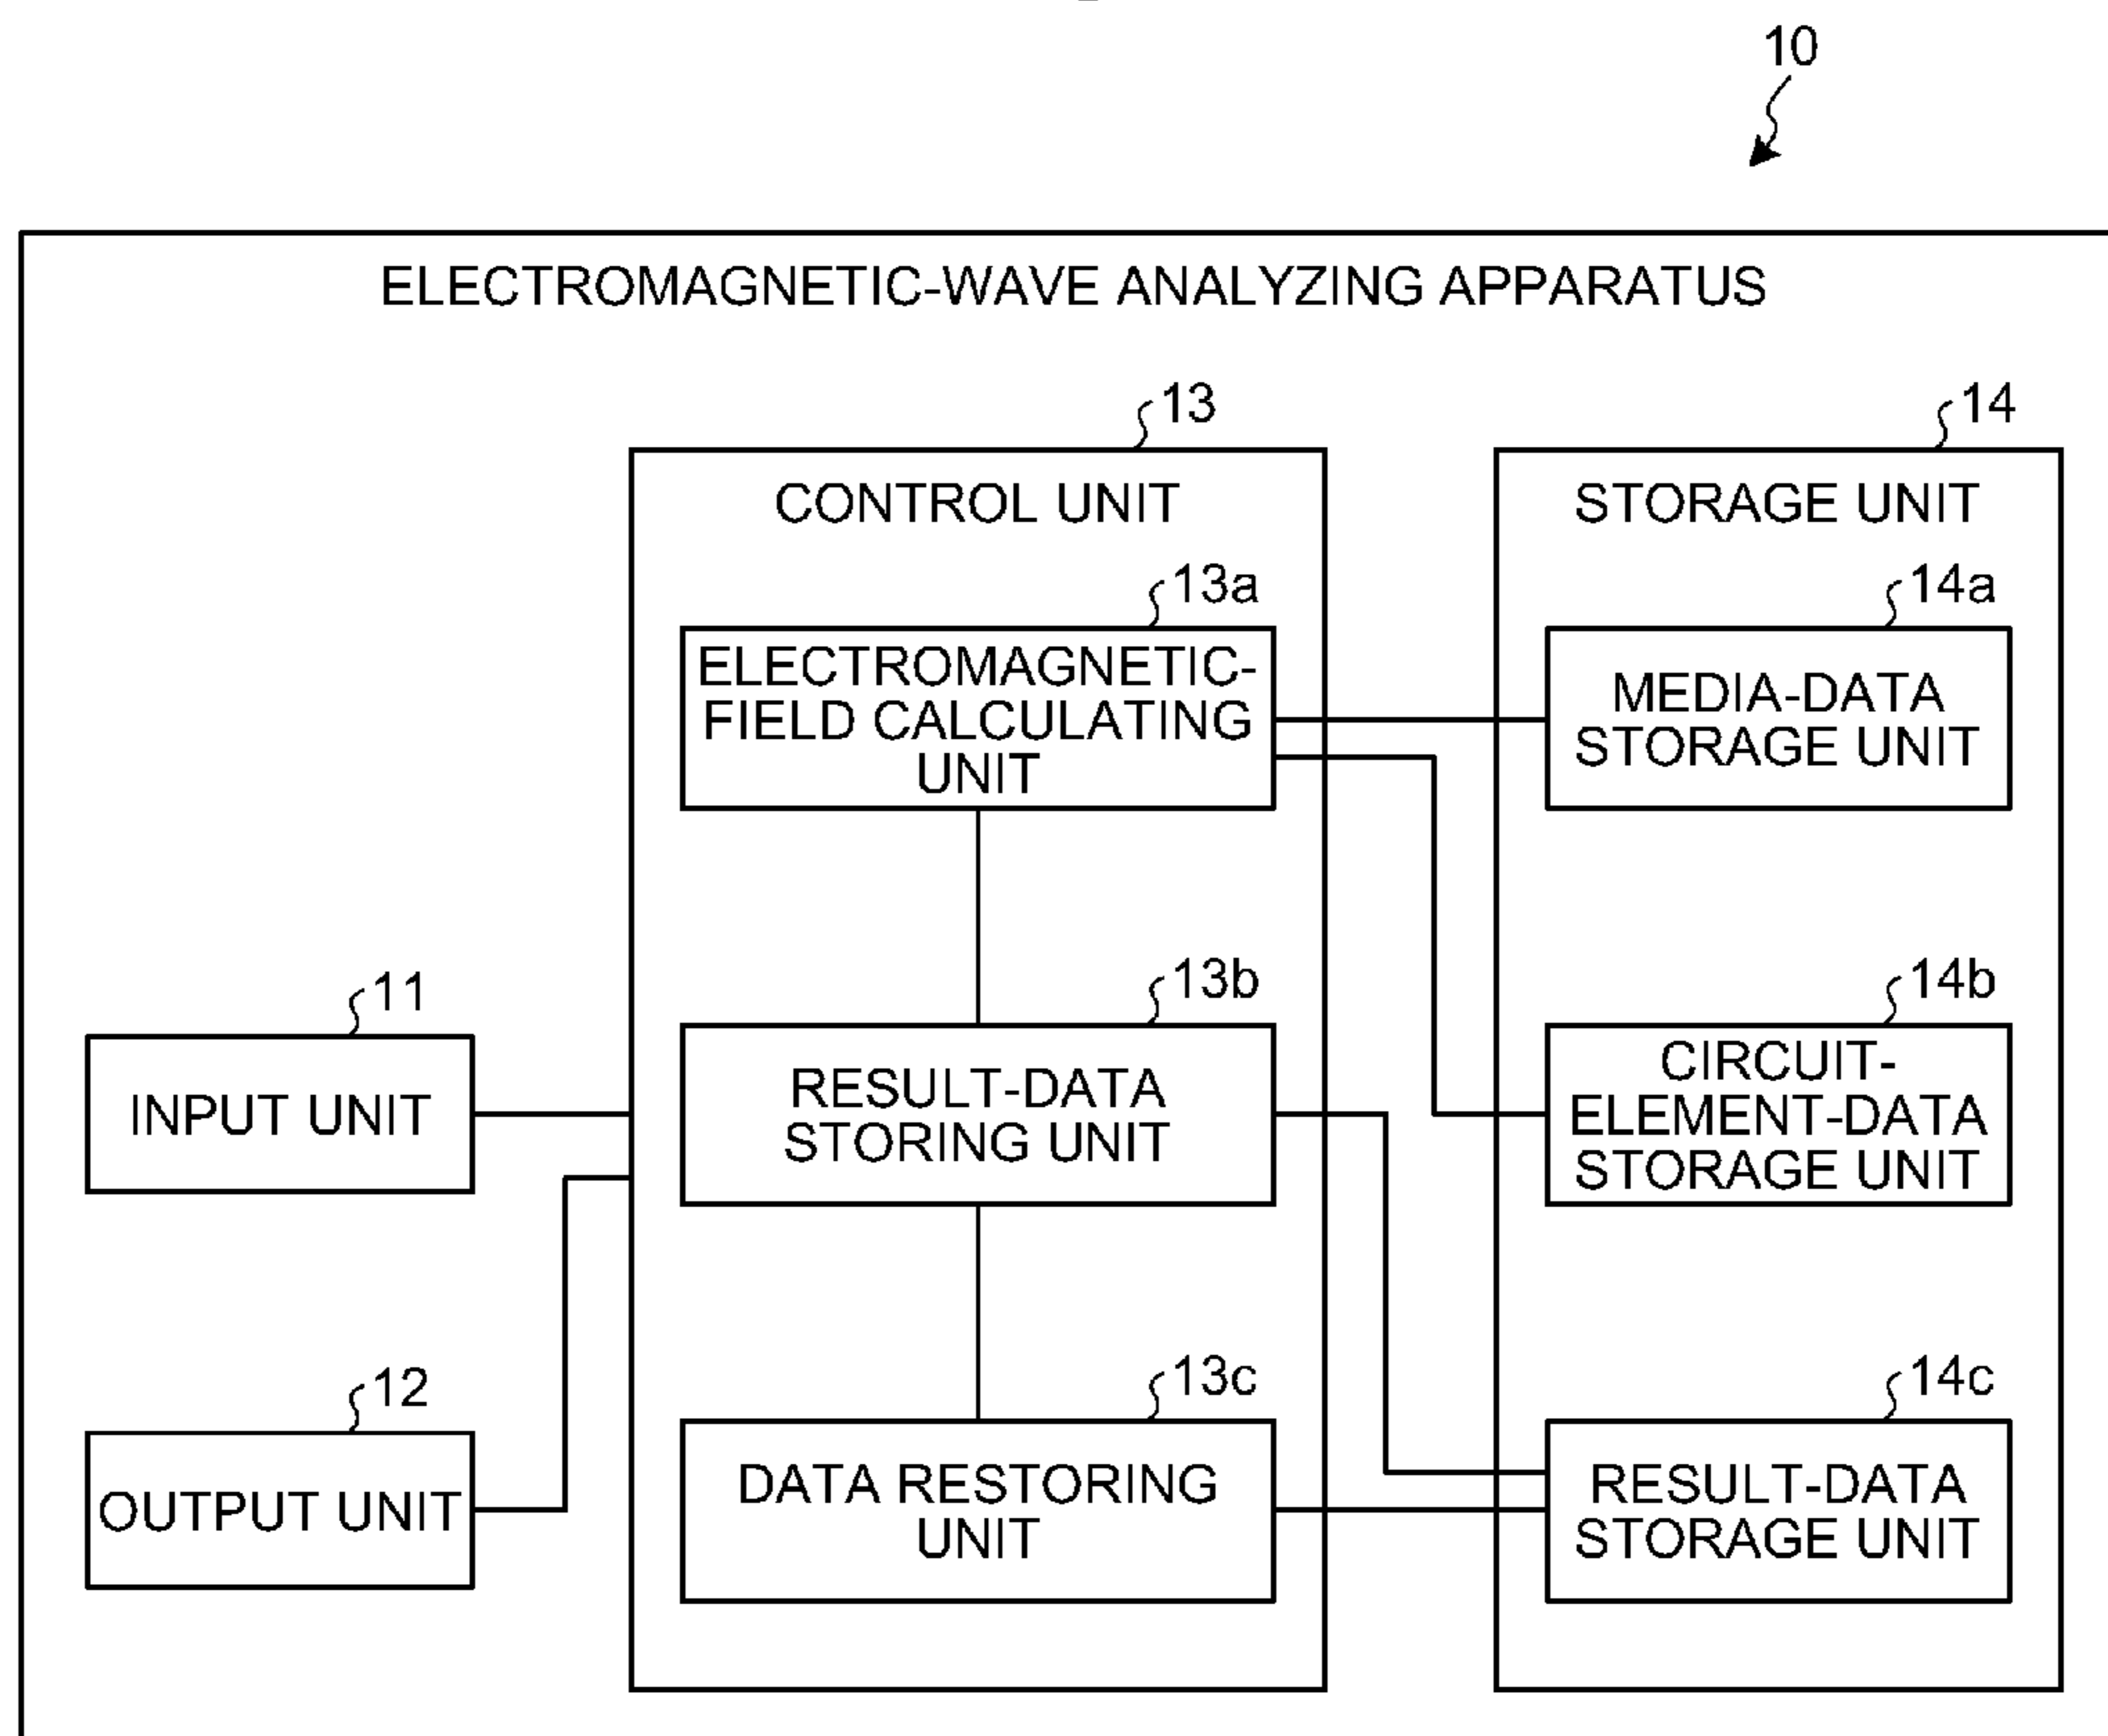 10
ELECTROMAGNETIC-WAVE ANALYZING APPARATUS
13
CONTROL UNIT
14
STORAGE UNIT
13a
ELECTROMAGNETIC-
FIELD CALCULATING
UNIT
14a
MEDIA-DATA
STORAGE UNIT
11
INPUT UNIT
13b
RESULT-DATA
STORING UNIT
14b
CIRCUIT-
ELEMENT-DATA
STORAGE UNIT
12
OUTPUT UNIT
13c
DATA RESTORING
UNIT
14c
RESULT-DATA
STORAGE UNIT